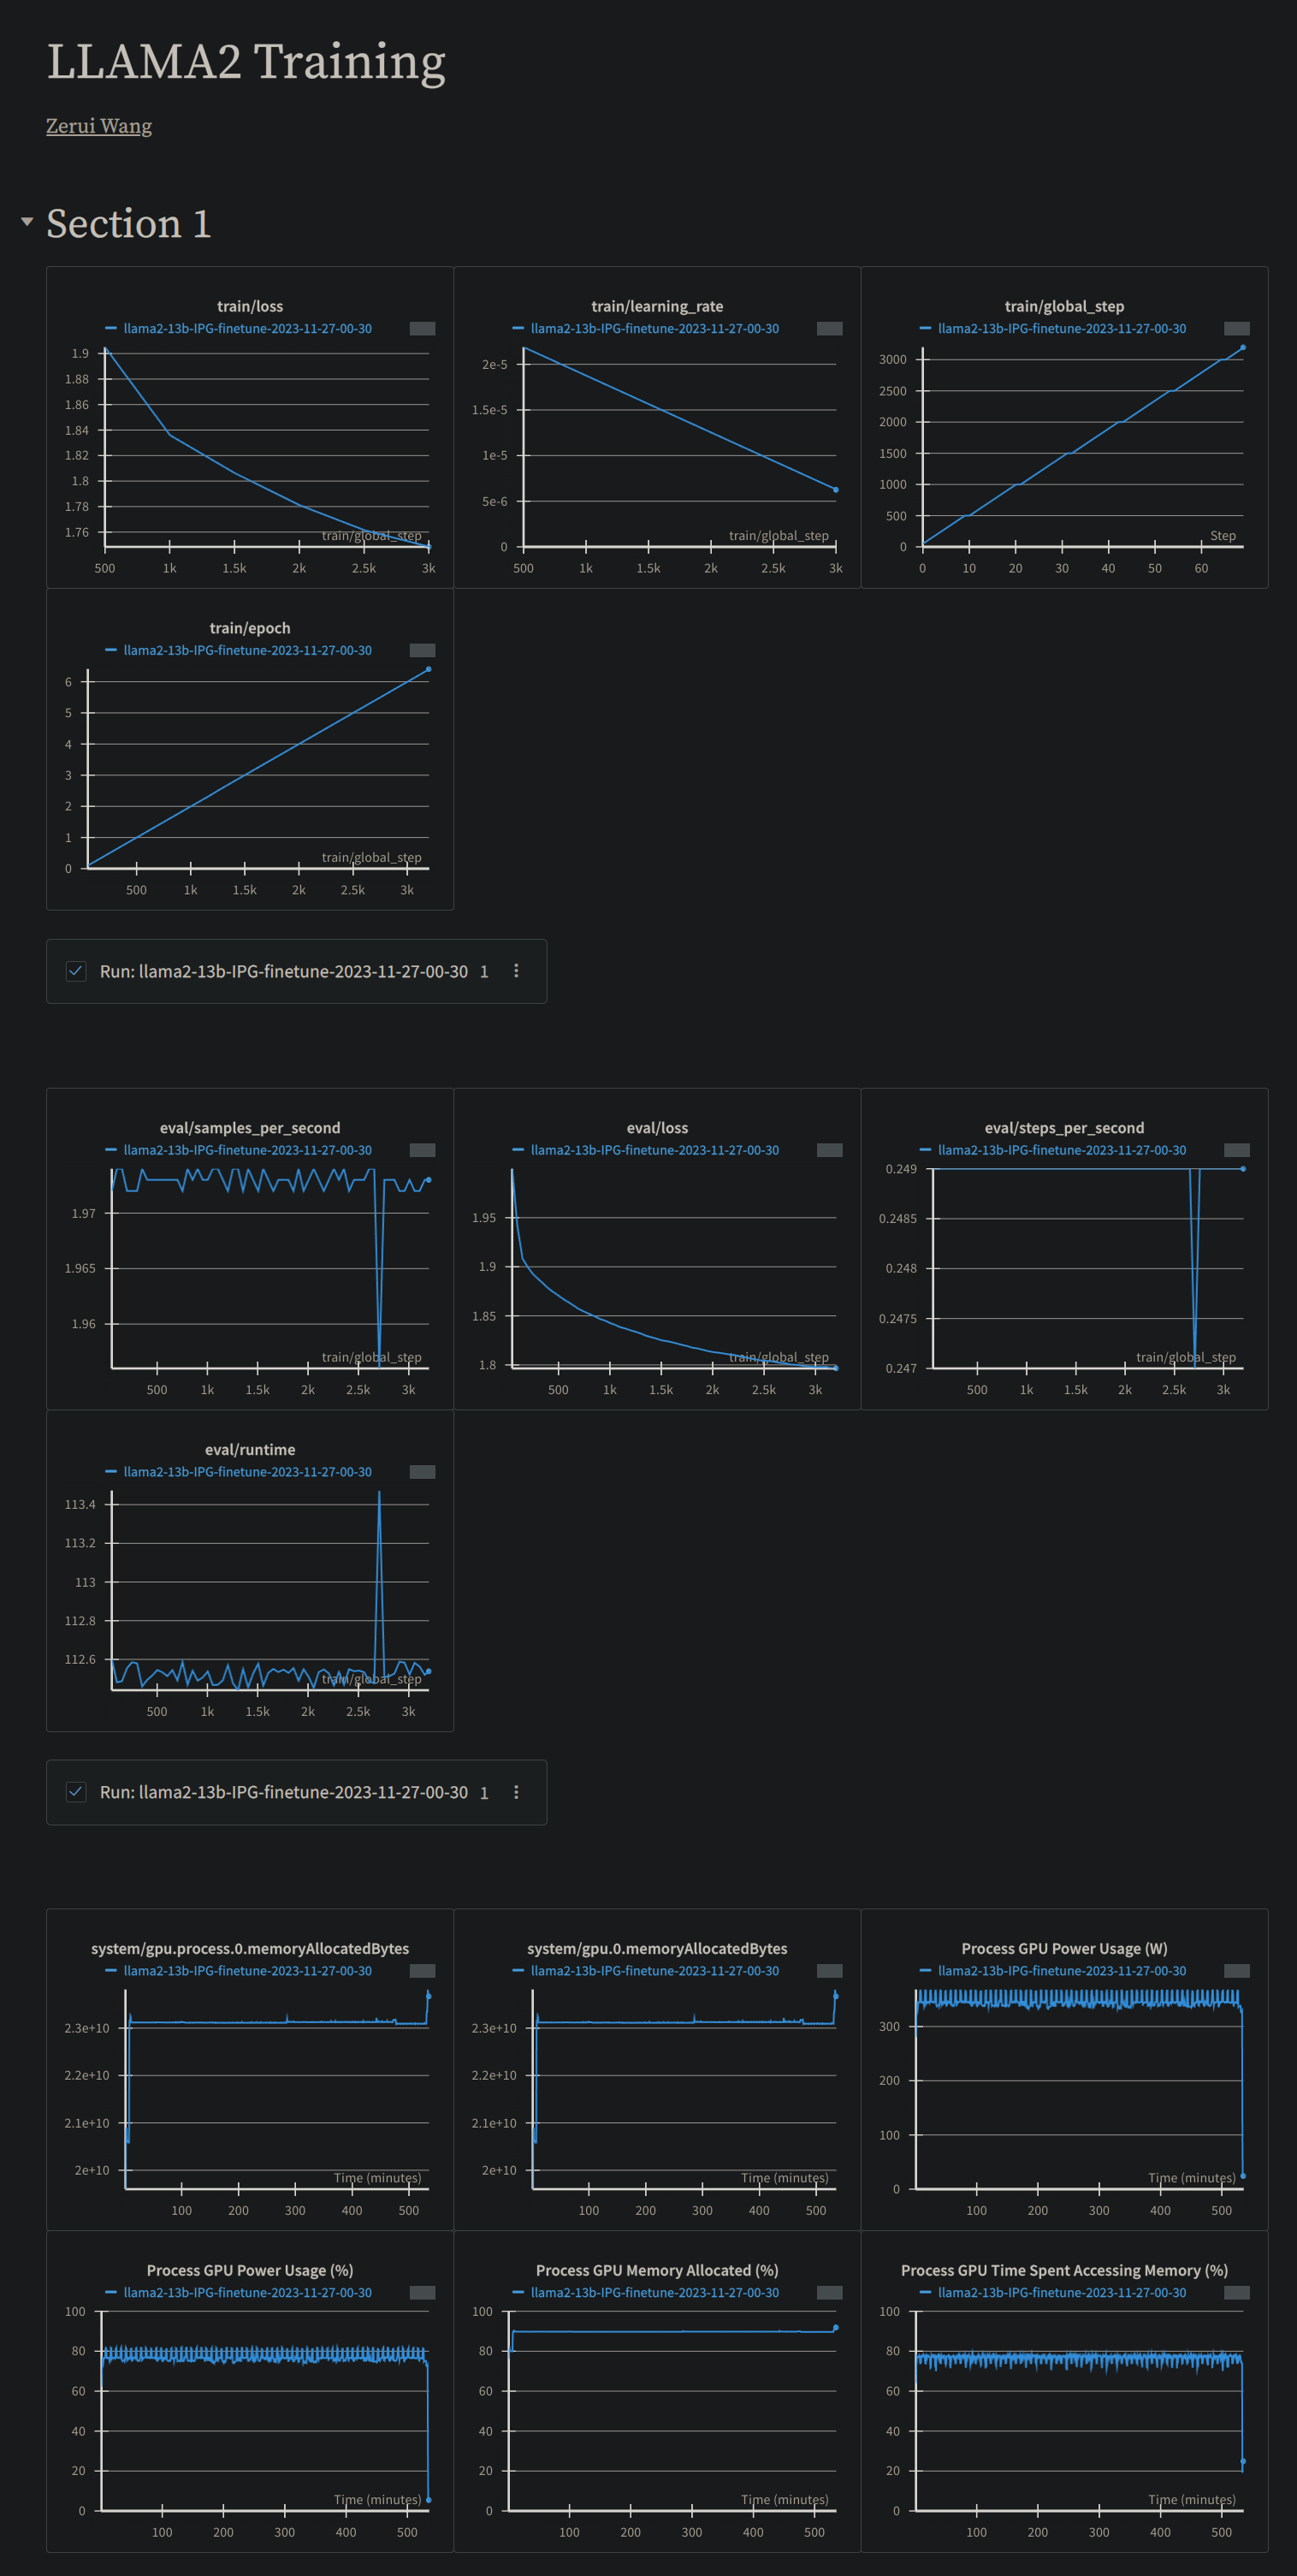 LLAMA2 Training
Zerui Wang
Section 1
train/loss
llama2-13b-IPG-finetune-2023-11-27-00-30
1.9
1.88
1.86
1.84
1.82
1.8
1.78
1.76
train/global_step
500 1k 1.5k 2k 2.5k 3k
train/learning_rate
llama2-13b-IPG-finetune-2023-11-27-00-30
2e-5
1.5e-5
1e-5
5e-6
0
train/global_step
500 1k 1.5k 2k 2.5k 3k
train/global_step
llama2-13b-IPG-finetune-2023-11-27-00-30
3000
2500
2000
1500
1000
500
0
Step
0 10 20 30 40 50 60
train/epoch
llama2-13b-IPG-finetune-2023-11-27-00-30
6
5
4
3
2
1
0
train/global_step
500 1k 1.5k 2k 2.5k 3k
Run: llama2-13b-IPG-finetune-2023-11-27-00-30 1
eval/samples_per_second
llama2-13b-IPG-finetune-2023-11-27-00-30
1.97
1.965
1.96
train/global_step
500 1k 1.5k 2k 2.5k 3k
eval/loss
llama2-13b-IPG-finetune-2023-11-27-00-30
1.95
1.9
1.85
1.8
train/global_step
500 1k 1.5k 2k 2.5k 3k
eval/steps_per_second
llama2-13b-IPG-finetune-2023-11-27-00-30
0.249
0.2485
0.248
0.2475
0.247
train/global_step
500 1k 1.5k 2k 2.5k 3k
eval/runtime
llama2-13b-IPG-finetune-2023-11-27-00-30
113.4
113.2
113
112.8
112.6
train/global_step
500 1k 1.5k 2k 2.5k 3k
Run: llama2-13b-IPG-finetune-2023-11-27-00-30 1
system/gpu.process.0.memoryAllocatedBytes
llama2-13b-IPG-finetune-2023-11-27-00-30
2.3e+10
2.2e+10
2.1e+10
2e+10
Time (minutes)
100 200 300 400 500
system/gpu.0.memoryAllocatedBytes
llama2-13b-IPG-finetune-2023-11-27-00-30
2.3e+10
2.2e+10
2.1e+10
2e+10
Time (minutes)
100 200 300 400 500
Process GPU Power Usage (W)
llama2-13b-IPG-finetune-2023-11-27-00-30
300
200
100
0
Time (minutes)
100 200 300 400 500
Process GPU Power Usage (%)
llama2-13b-IPG-finetune-2023-11-27-00-30
100
80
60
40
20
0
Time (minutes)
100 200 300 400 500
Process GPU Memory Allocated (%)
llama2-13b-IPG-finetune-2023-11-27-00-30
100
80
60
40
20
0
Time (minutes)
100 200 300 400 500
Process GPU Time Spent Accessing Memory (%)
llama2-13b-IPG-finetune-2023-11-27-00-30
100
80
60
40
20
0
Time (minutes)
100 200 300 400 500